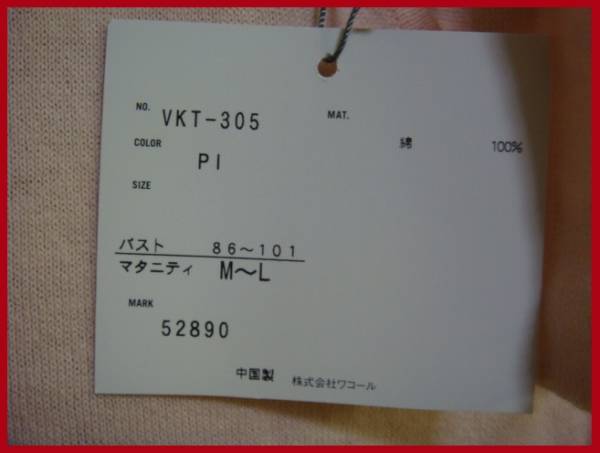 NO. VKT-305
MAT.
綿 100%
COLOR
PI
SIZE
バスト 86〜101
マタニティ M〜L
MARK
52890
中国製 株式会社ワコール